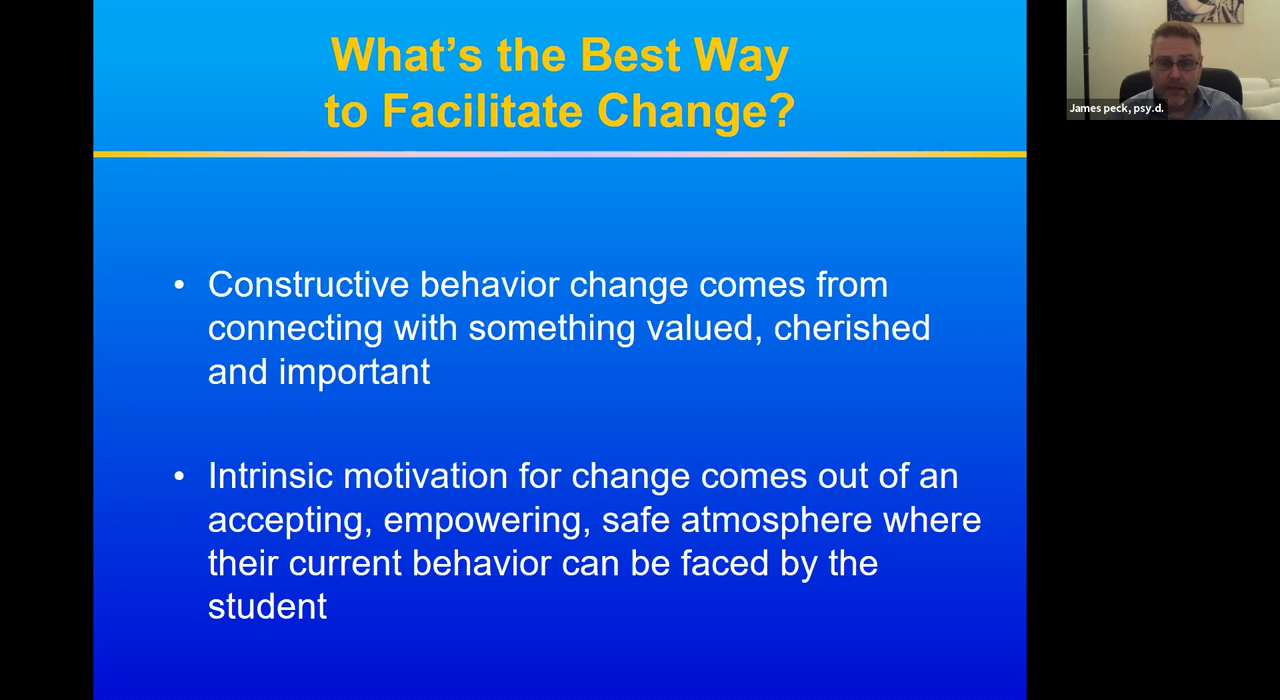 What’s the Best Way
to Facilitate Change?
• Constructive behavior change comes from
connecting with something valued, cherished
and important
• Intrinsic motivation for change comes out of an
accepting, empowering, safe atmosphere where
their current behavior can be faced by the
student
James peck, psy.d.